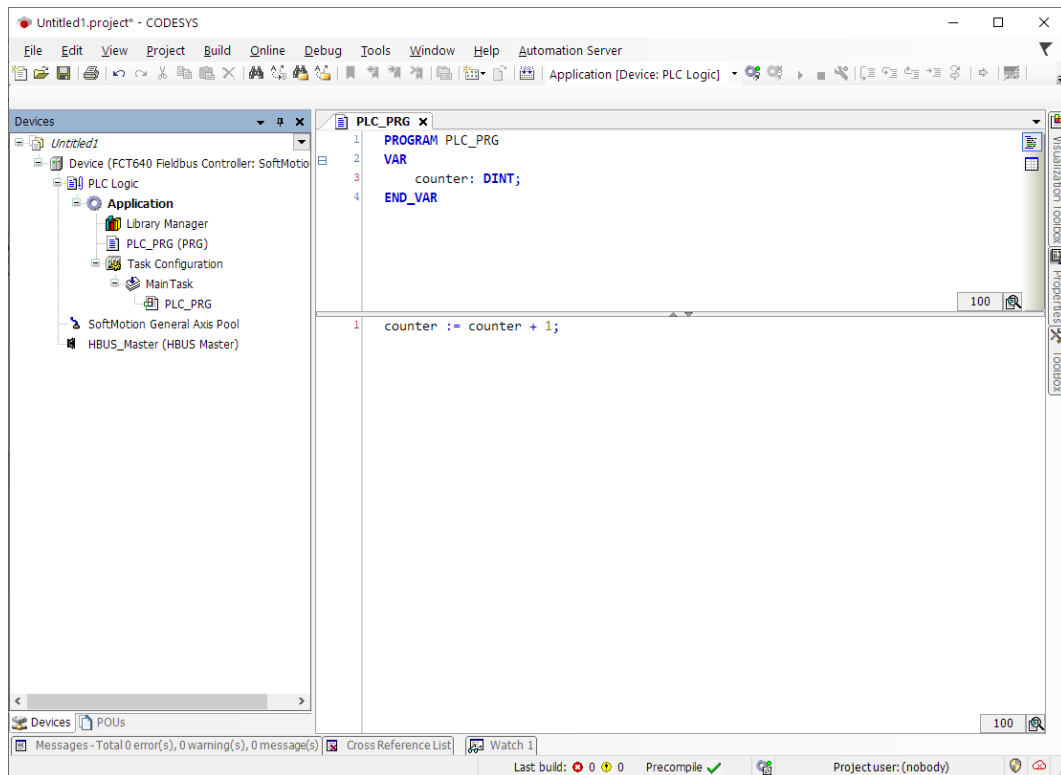 Untitled1.project* - CODESYS
File Edit View Project Build Online Debug Tools Window Help Automation Server
Application [Device: PLC Logic]
Devices
PLC_PRG
Untitled1
Device (FCT640 Fieldbus Controller: SoftMotio
PLC Logic
Application
Library Manager
PLC_PRG (PRG)
Task Configuration
MainTask
PLC_PRG
SoftMotion General Axis Pool
HBUS_Master (HBUS Master)
1 PROGRAM PLC_PRG
2 VAR
3 counter: DINT;
4 END_VAR
100
1 counter := counter + 1;
100
Visualization Toolbox
Properties
ToolBox
Devices POUs
Messages - Total 0 error(s), 0 warning(s), 0 message(s) Cross Reference List Watch 1
Last build: 0 0 Precompile Project user: (nobody)